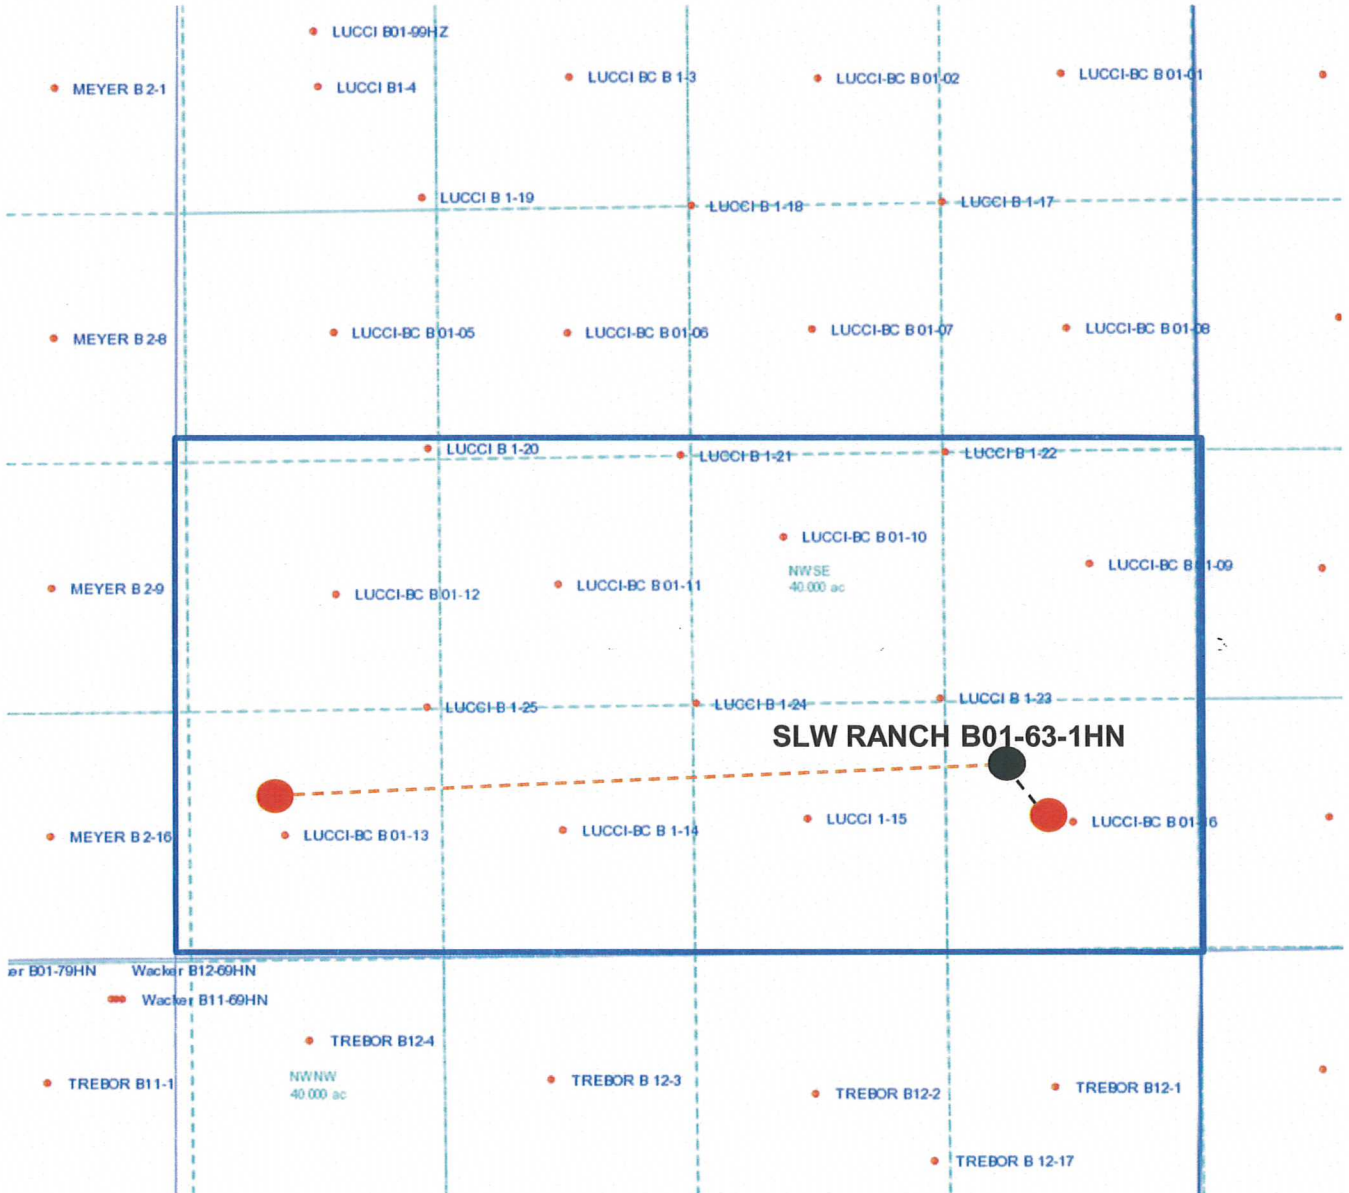 LUCCI B01-99HZ
MEYER B 2-1
LUCCI B1-4
LUCCI BC B 1-3
LUCCI-BC B 01-02
LUCCI-BC B 01-01
LUCCI B 1-19
LUCCI B 1-18
LUCCI B 1-17
MEYER B 2-8
LUCCI-BC B 01-05
LUCCI-BC B 01-06
LUCCI-BC B 01-07
LUCCI-BC B 01-08
LUCCI B 1-20
LUCCI B 1-21
LUCCI B 1-22
LUCCI-BC B 01-10
NWSE
40.000 ac
MEYER B 2-9
LUCCI-BC B 01-12
LUCCI-BC B 01-11
LUCCI-BC B 01-09
LUCCI B 1-25
LUCCI B 1-24
LUCCI B 1-23
SLW RANCH B01-63-1HN
MEYER B 2-16
LUCCI-BC B 01-13
LUCCI-BC B 1-14
LUCCI 1-15
LUCCI-BC B 01-16
er B01-79HN
Wacker B12-69HN
Wacker B11-69HN
TREBOR B12-4
NWNW
40.000 ac
TREBOR B11-1
TREBOR B 12-3
TREBOR B12-2
TREBOR B12-1
TREBOR B 12-17